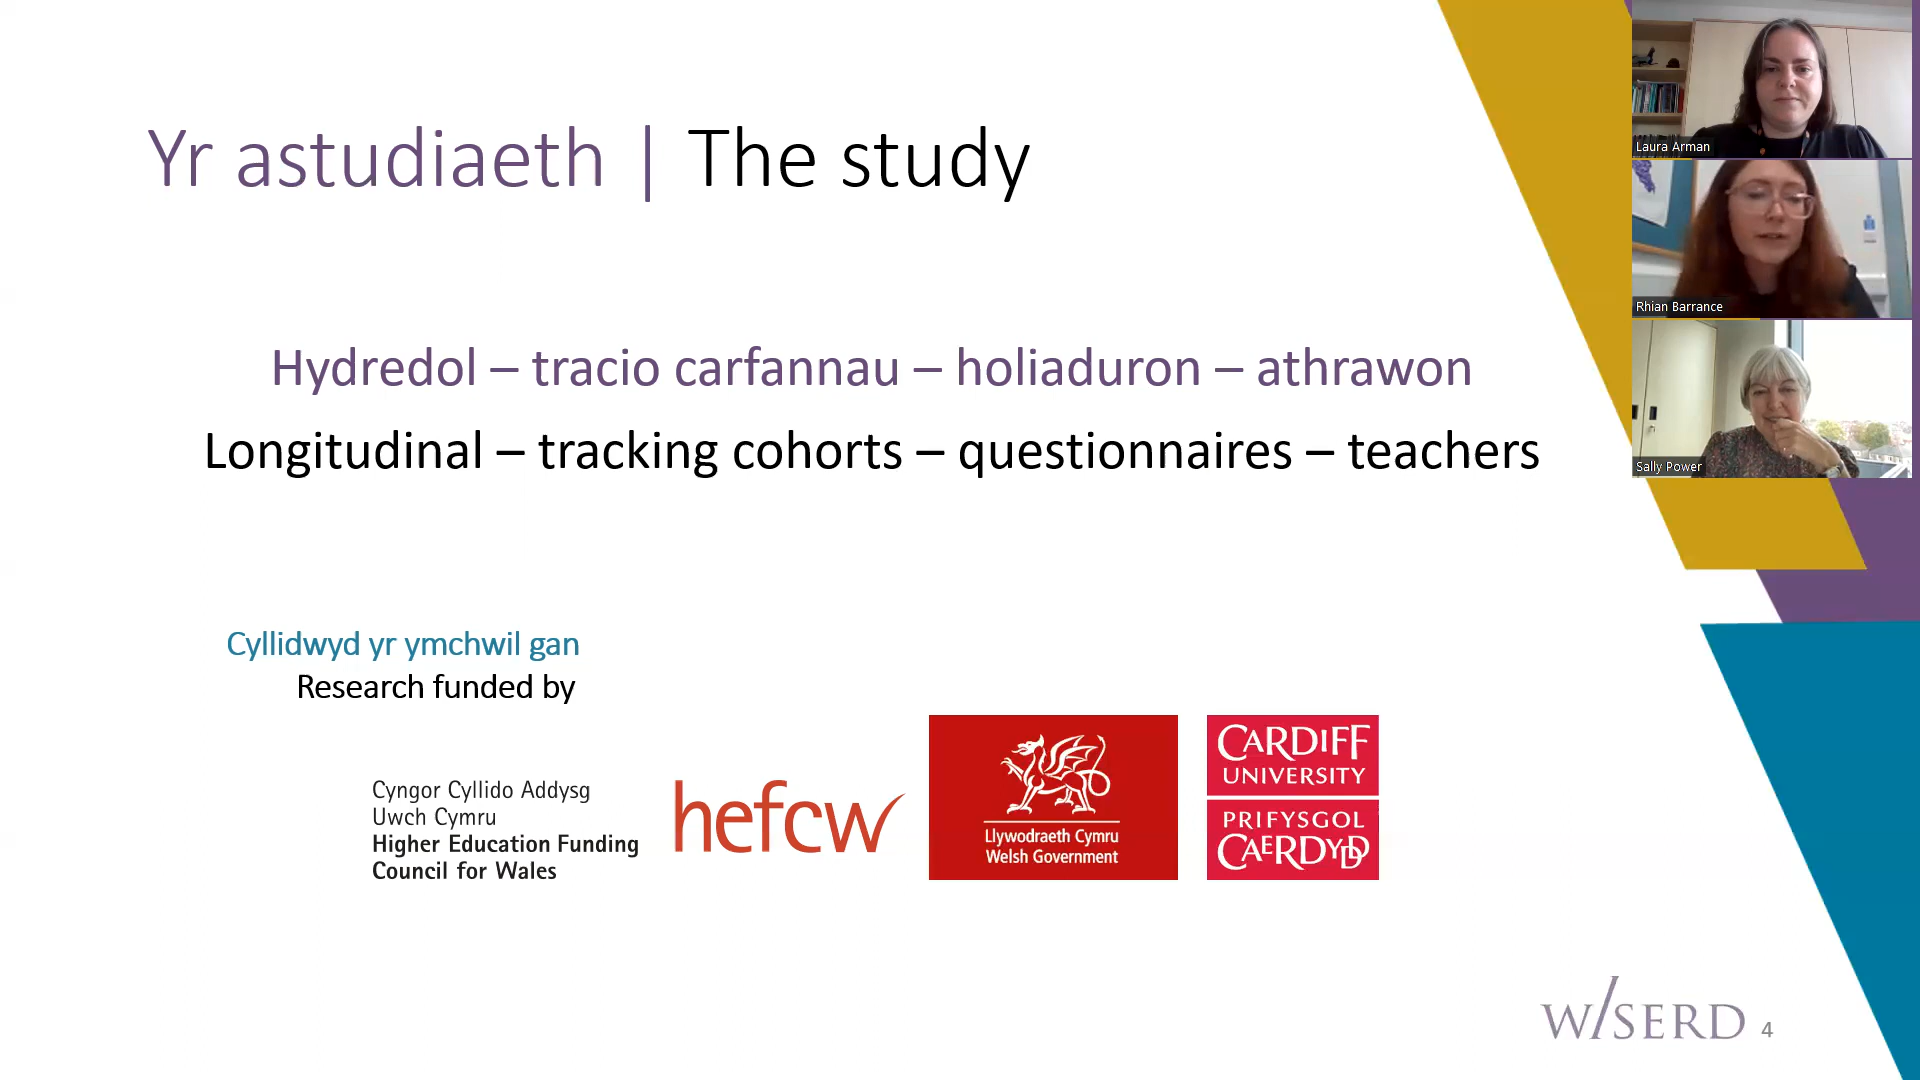 Yr astudiaeth | The study
Hydredol – tracio carfannau – holiaduron – athrawon
Longitudinal – tracking cohorts – questionnaires – teachers
Cyllidwyd yr ymchwil gan
Research funded by
Cyngor Cyllido Addysg
Uwch Cymru
Higher Education Funding
Council for Wales
hefcw
Llywodraeth Cymru
Welsh Government
CARDIFF
UNIVERSITY
PRIFYSGOL
CAERDYDD
WISERD
4
Laura Arman
Rhian Barrance
Sally Power